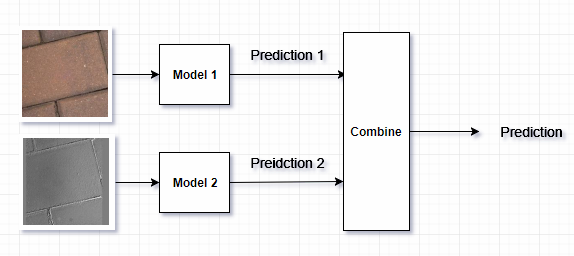 Prediction 1
Model 1
Combine
Prediction
Preidction 2
Model 2